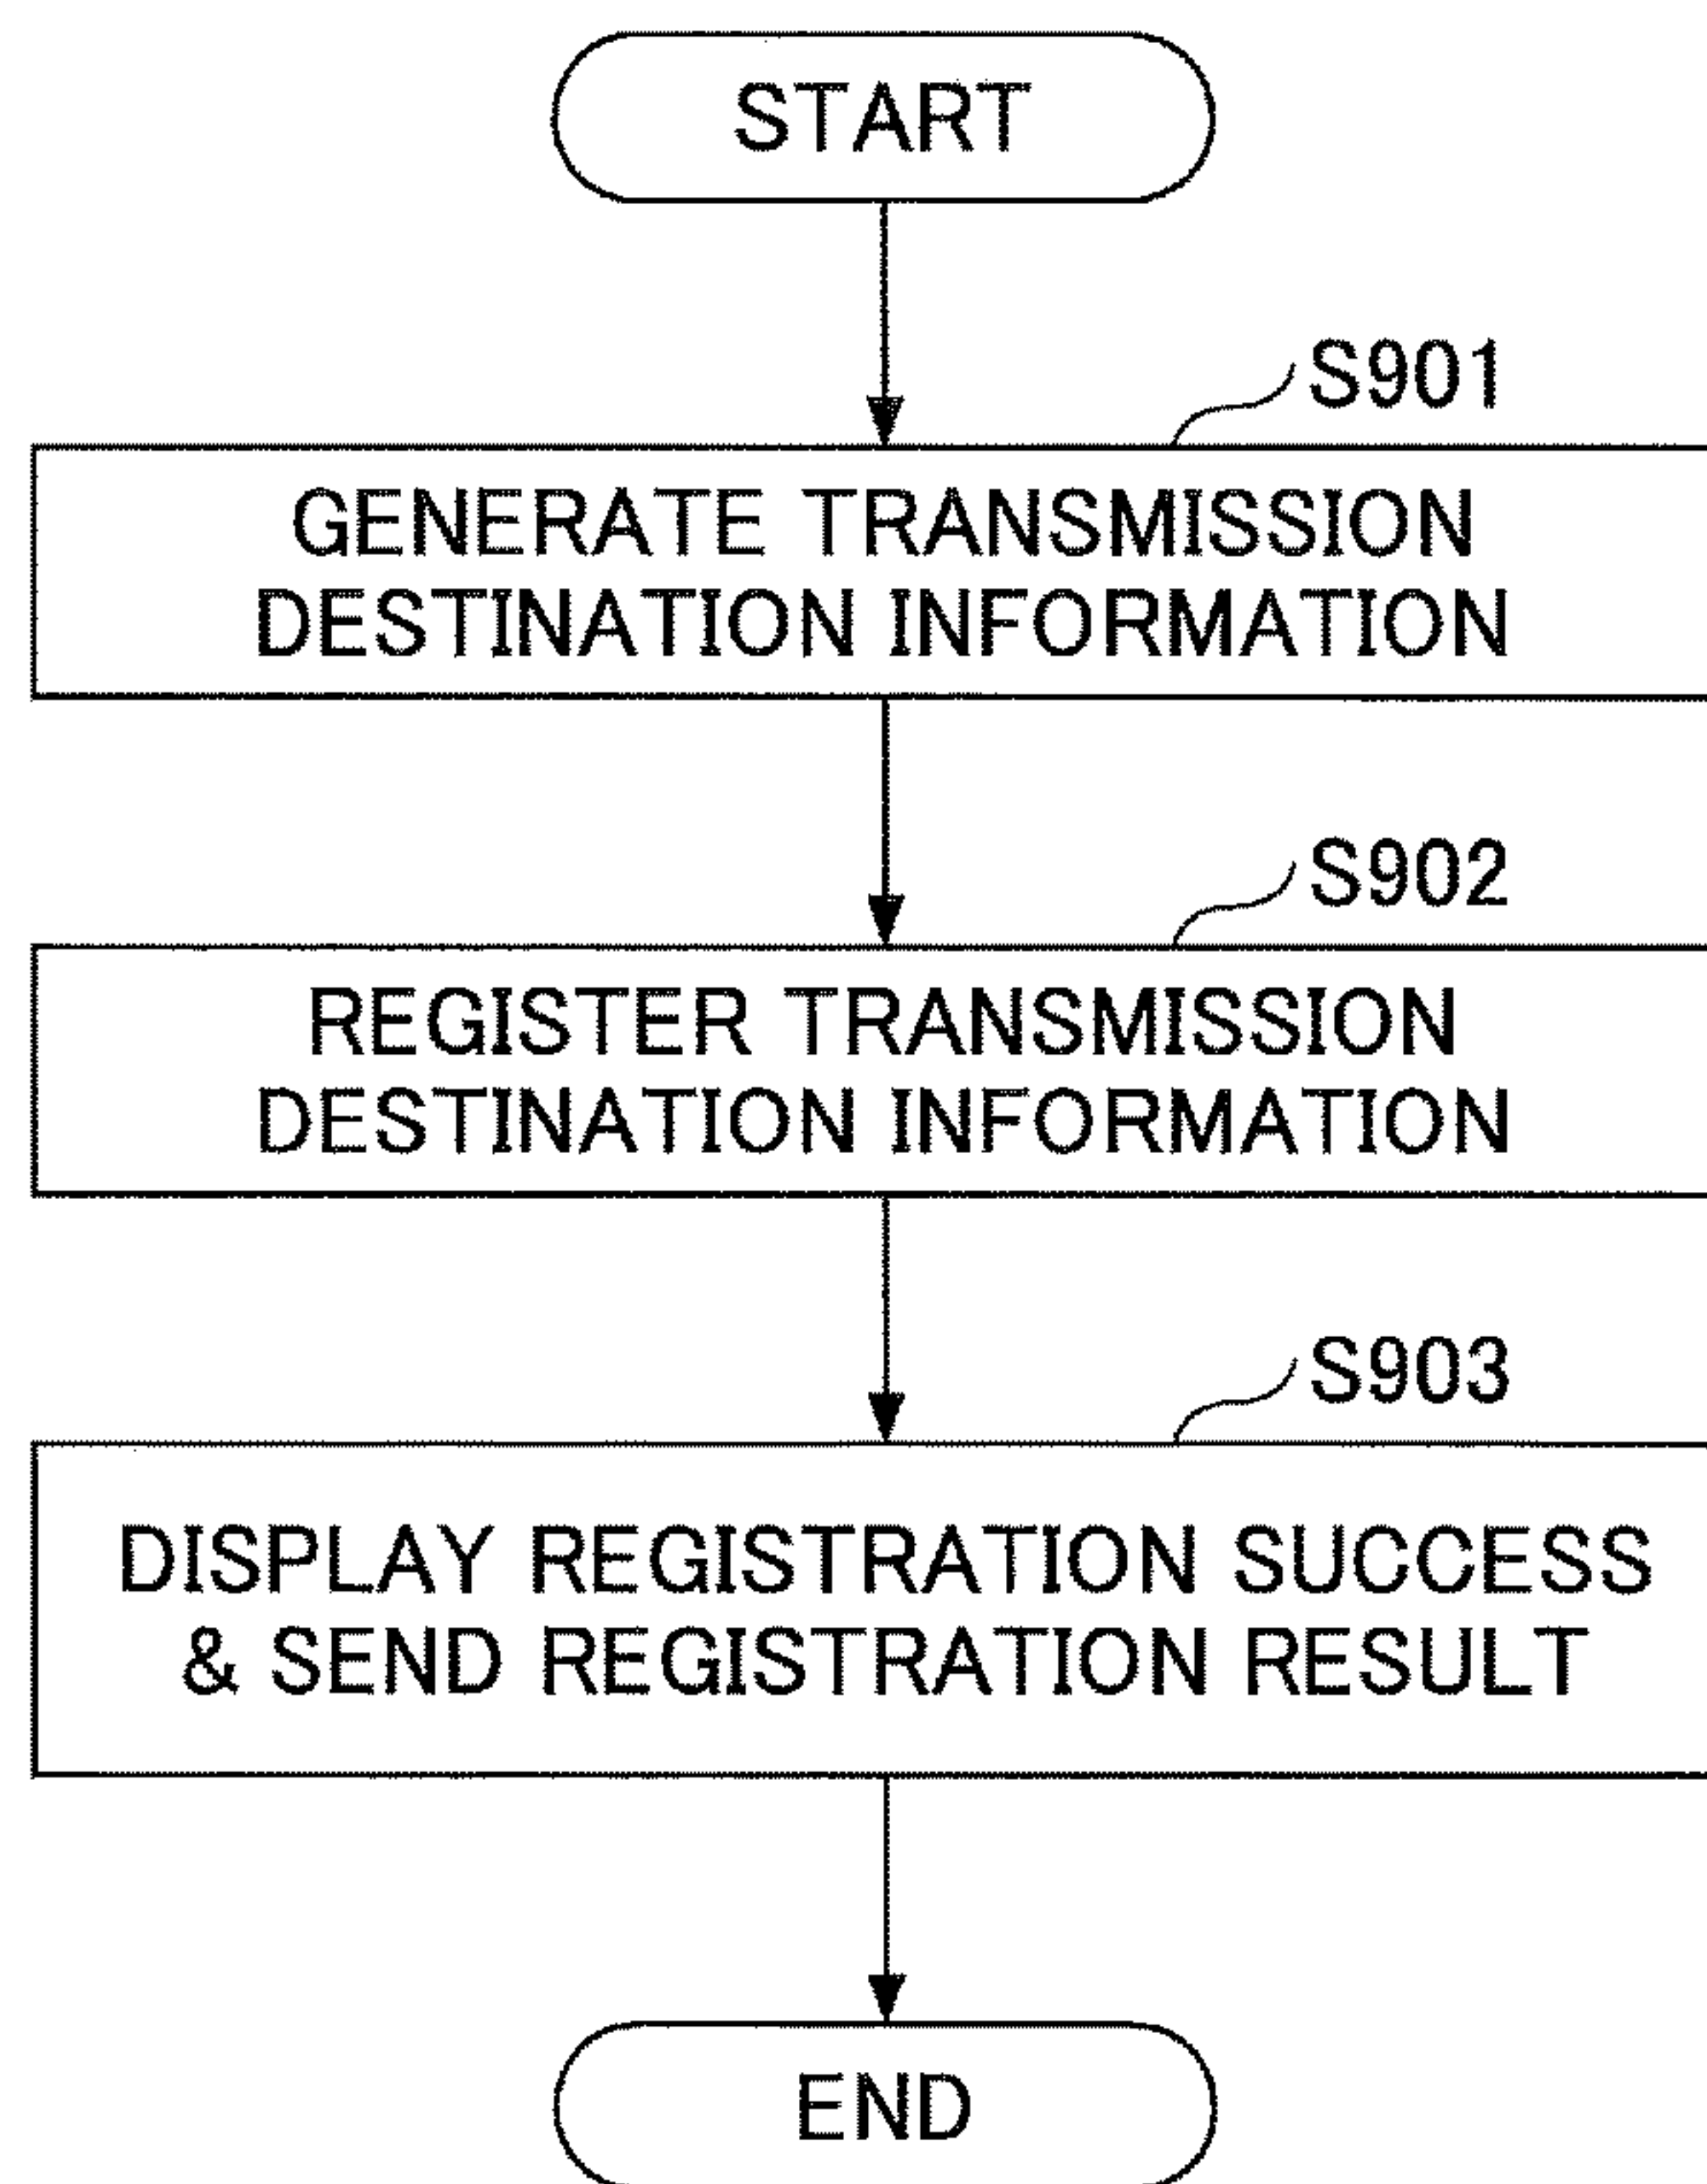 START
S901
GENERATE TRANSMISSION
DESTINATION INFORMATION
S902
REGISTER TRANSMISSION
DESTINATION INFORMATION
S903
DISPLAY REGISTRATION SUCCESS
& SEND REGISTRATION RESULT
END